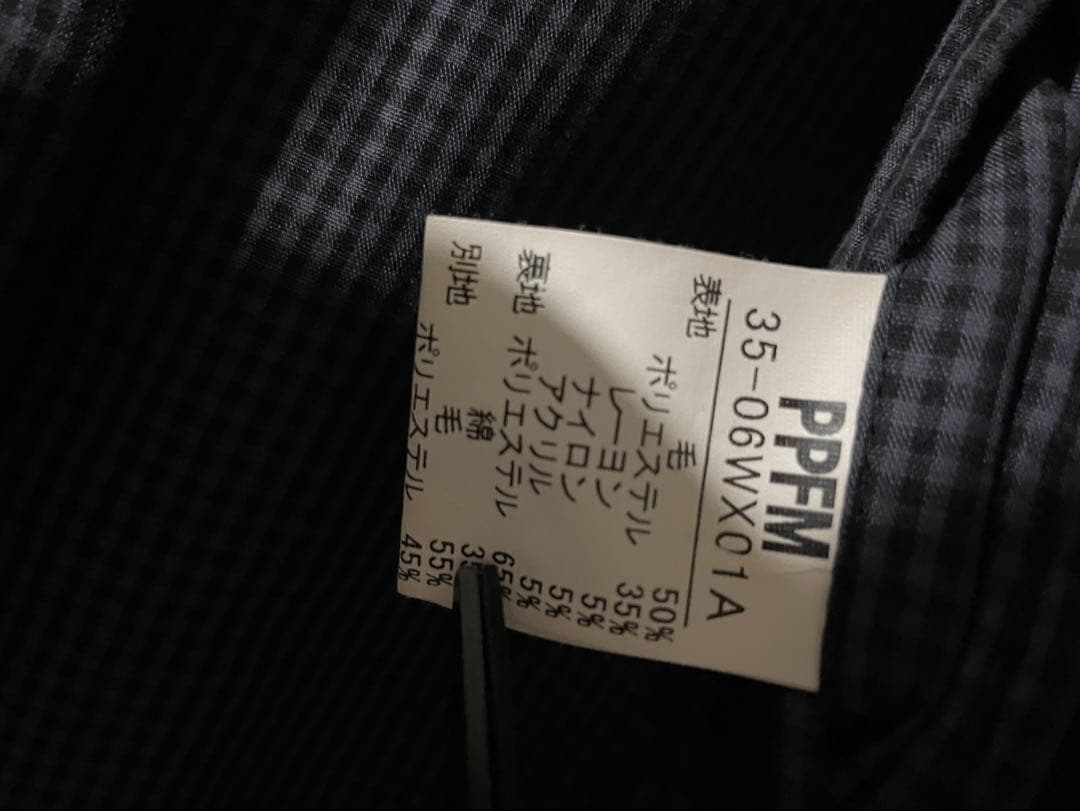 PPFM
35-06WX01A
表地 毛 50%
ポリエステル 35%
レーヨン 5%
ナイロン 5%
アクリル 5%
裏地 ポリエステル 65%
綿
別地 毛 55%
ポリエステル 45%